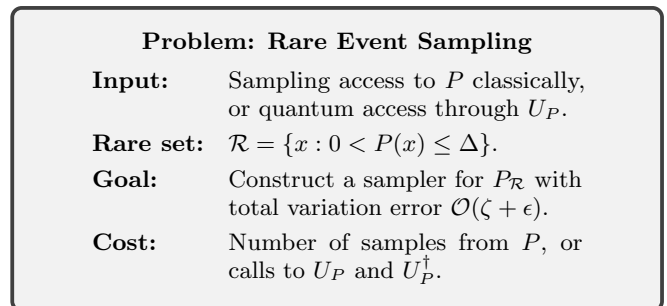 Problem: Rare Event Sampling
Input: Sampling access to P classically,
or quantum access through U_P.
Rare set: ℛ = {x : 0 < P(x) ≤ Δ}.
Goal: Construct a sampler for P_ℛ with
total variation error 𝒪(ζ + ϵ).
Cost: Number of samples from P, or
calls to U_P and U_P^†.